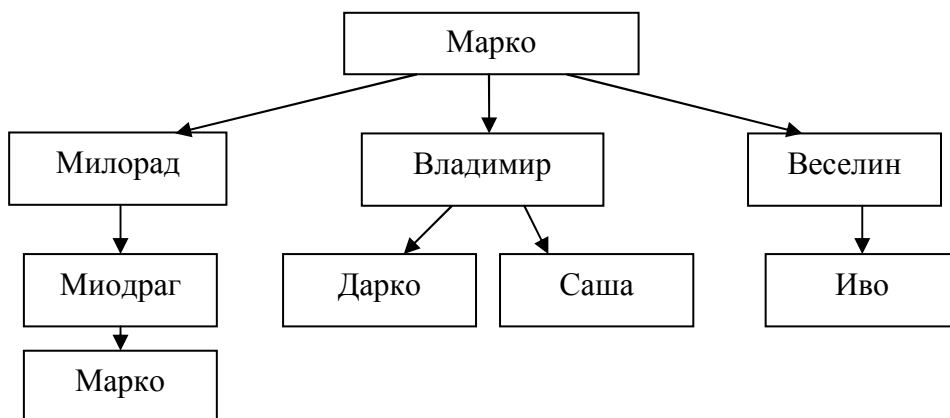 Марко
Милорад
Владимир
Веселин
Миодраг
Дарко
Саша
Иво
Марко